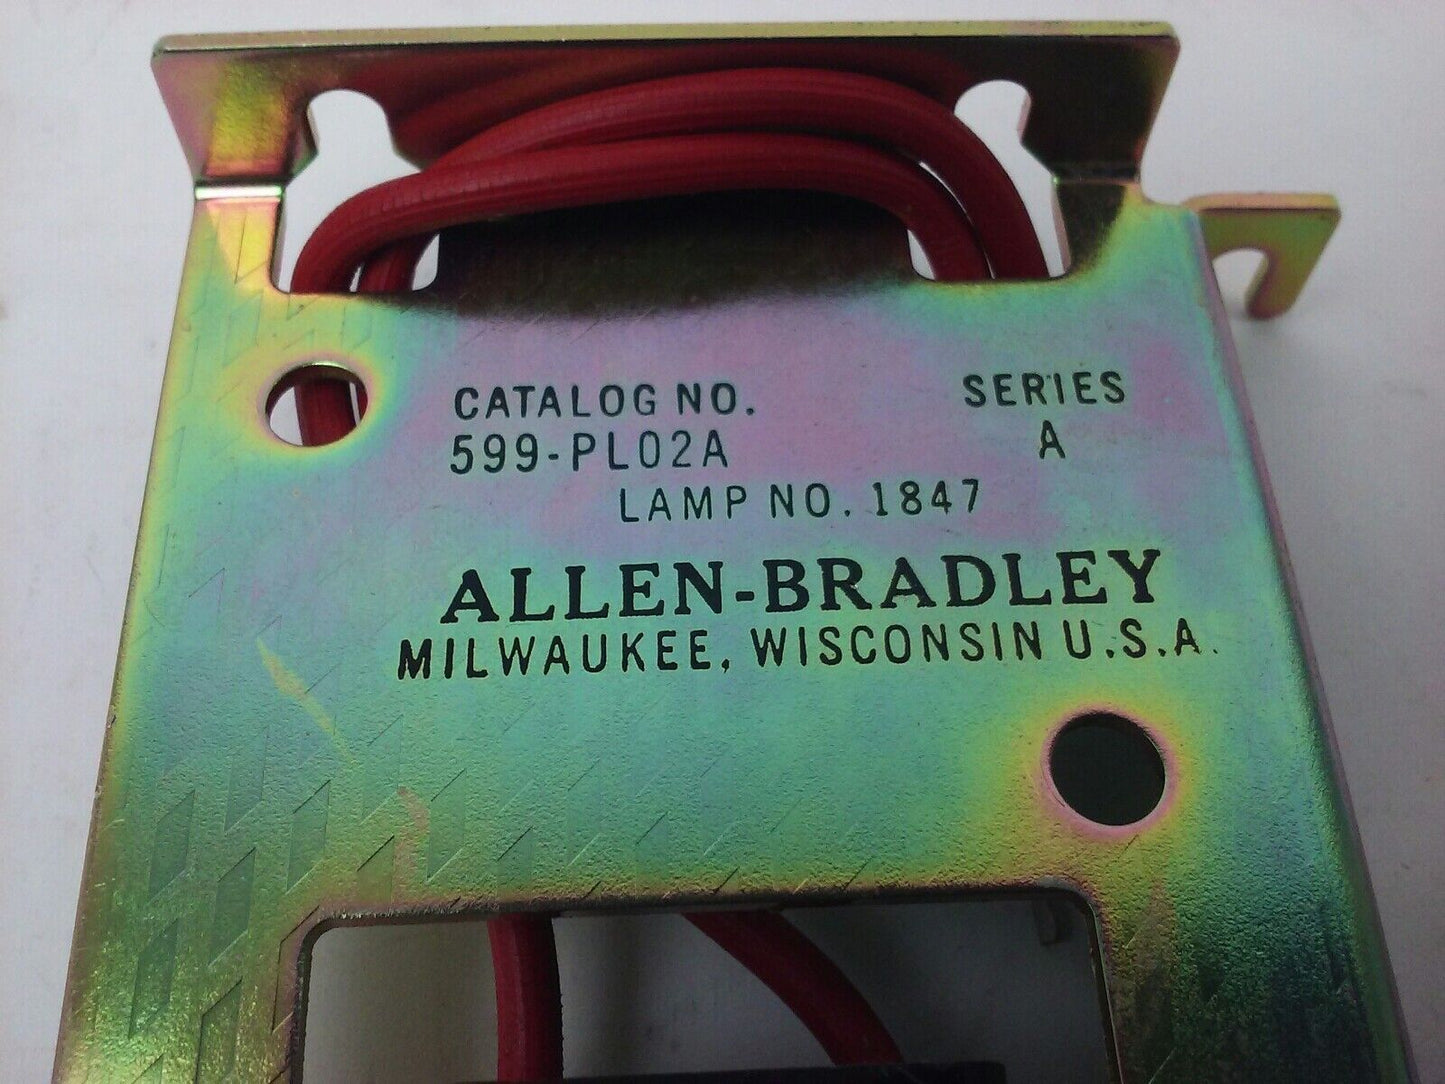 CATALOG NO. SERIES
599-PL02A A
LAMP NO. 1847
ALLEN-BRADLEY
MILWAUKEE, WISCONSIN U.S.A.